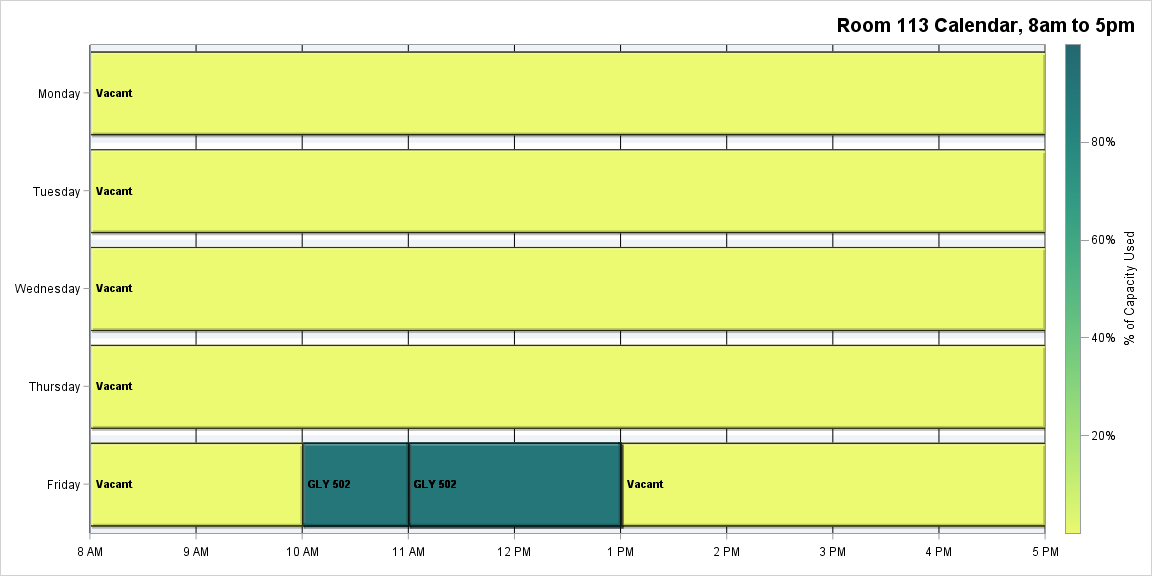 Room 113 Calendar, 8am to 5pm
Monday
Vacant
80%
Tuesday
Vacant
60%
% of Capacity Used
Wednesday
Vacant
40%
Thursday
Vacant
20%
Friday
Vacant
GLY 502
GLY 502
Vacant
8 AM
9 AM
10 AM
11 AM
12 PM
1 PM
2 PM
3 PM
4 PM
5 PM